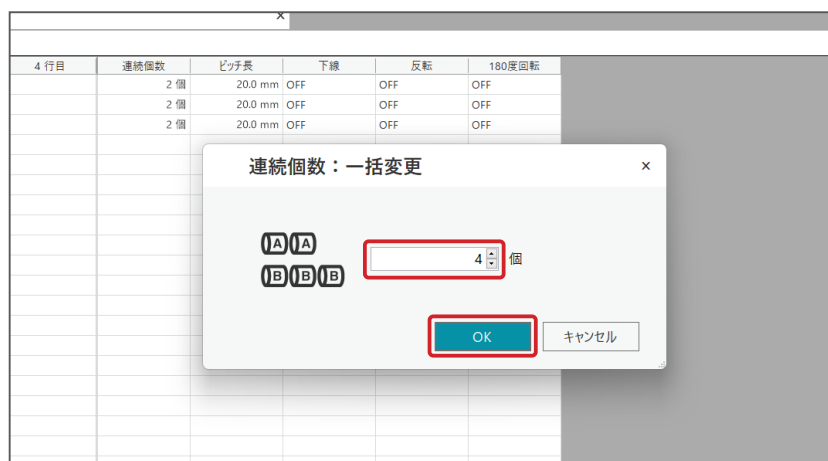 ×
4 行目 連続個数 ピッチ長 下線 反転 180度回転
2 個 20.0 mm OFF OFF OFF
2 個 20.0 mm OFF OFF OFF
2 個 20.0 mm OFF OFF OFF
連続個数：一括変更 ×
A A
B B B
4 個
OK キャンセル